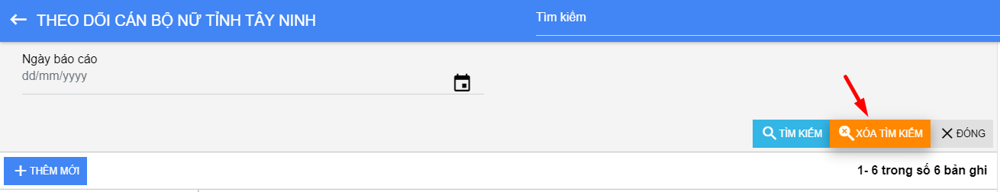 THEO DÕI CÁN BỘ NỮ TỈNH TÂY NINH
Tìm kiếm
Ngày báo cáo
dd/mm/yyyy
TÌM KIẾM
XÓA TÌM KIẾM
ĐÓNG
THÊM MỚI
1- 6 trong số 6 bản ghi